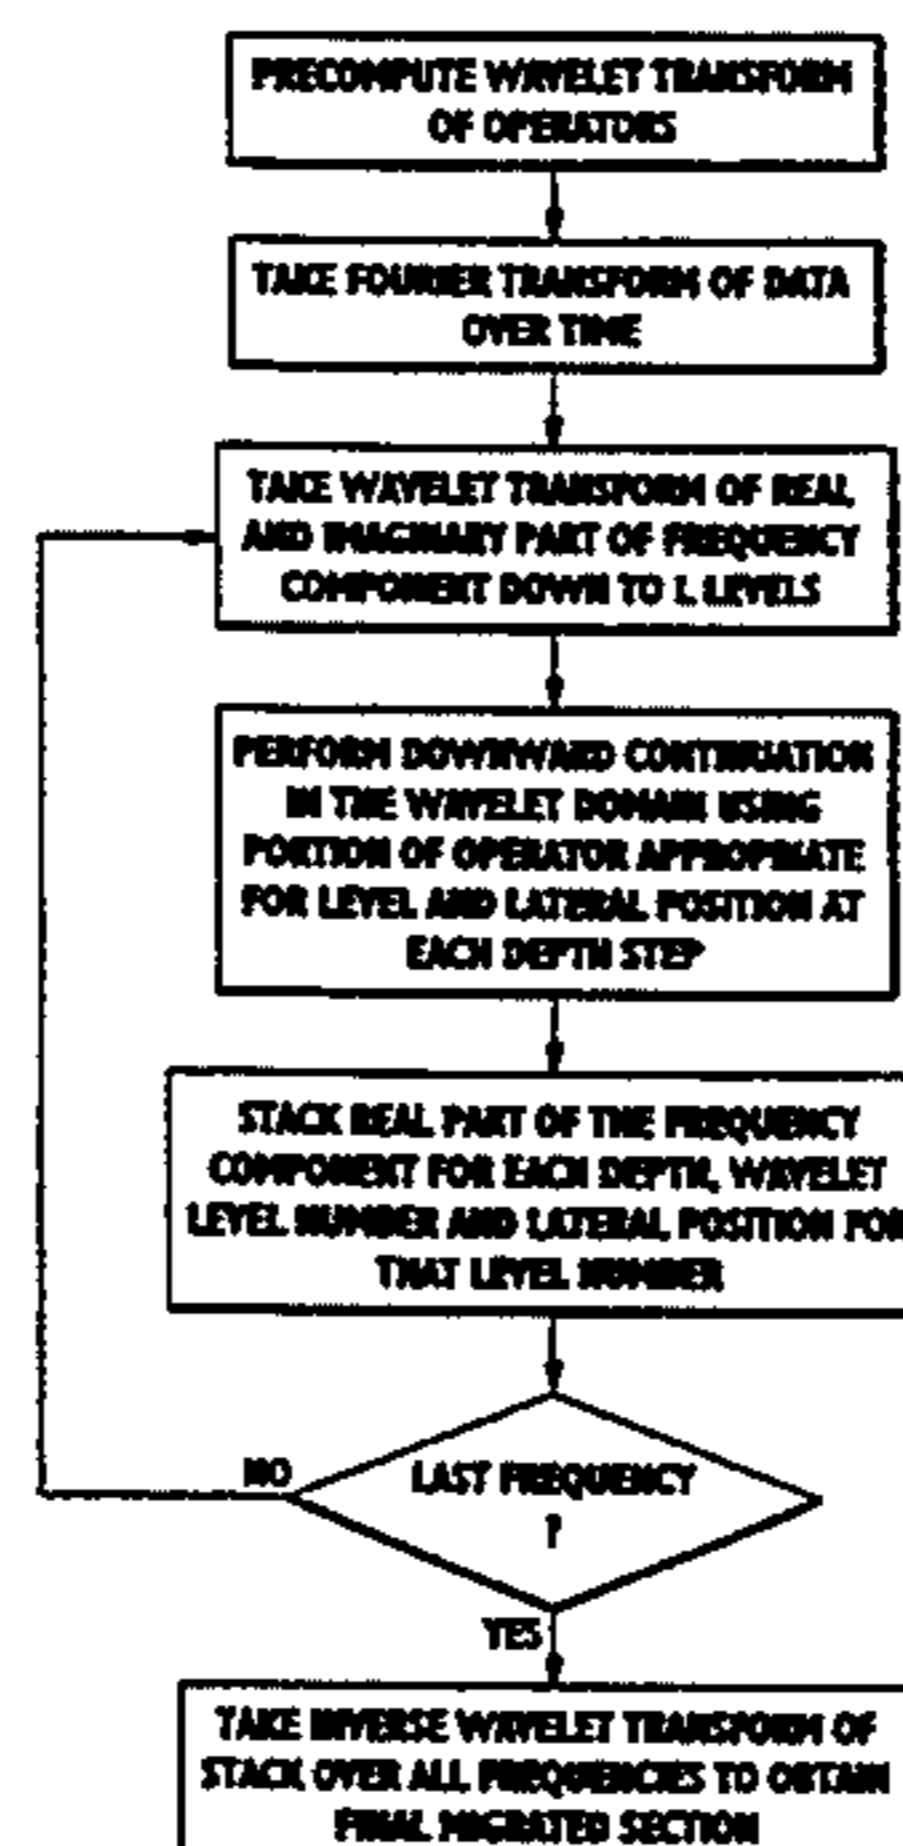 PRECOMPUTE WAVELET TRANSFORM
OF OPERATORS
TAKE FOURIER TRANSFORM OF DATA
OVER TIME
TAKE WAVELET TRANSFORM OF REAL
AND IMAGINARY PART OF FREQUENCY
COMPONENT DOWN TO L LEVELS
PERFORM DOWNWARD CONTINUATION
IN THE WAVELET DOMAIN USING
PORTION OF OPERATOR APPROPRIATE
FOR LEVEL AND LATERAL POSITION AT
EACH DEPTH STEP
STACK REAL PART OF THE FREQUENCY
COMPONENT FOR EACH DEPTH, WAVELET
LEVEL NUMBER AND LATERAL POSITION FOR
THAT LEVEL NUMBER
NO
LAST FREQUENCY
?
YES
TAKE INVERSE WAVELET TRANSFORM OF
STACK OVER ALL FREQUENCIES TO OBTAIN
FINAL MIGRATED SECTION